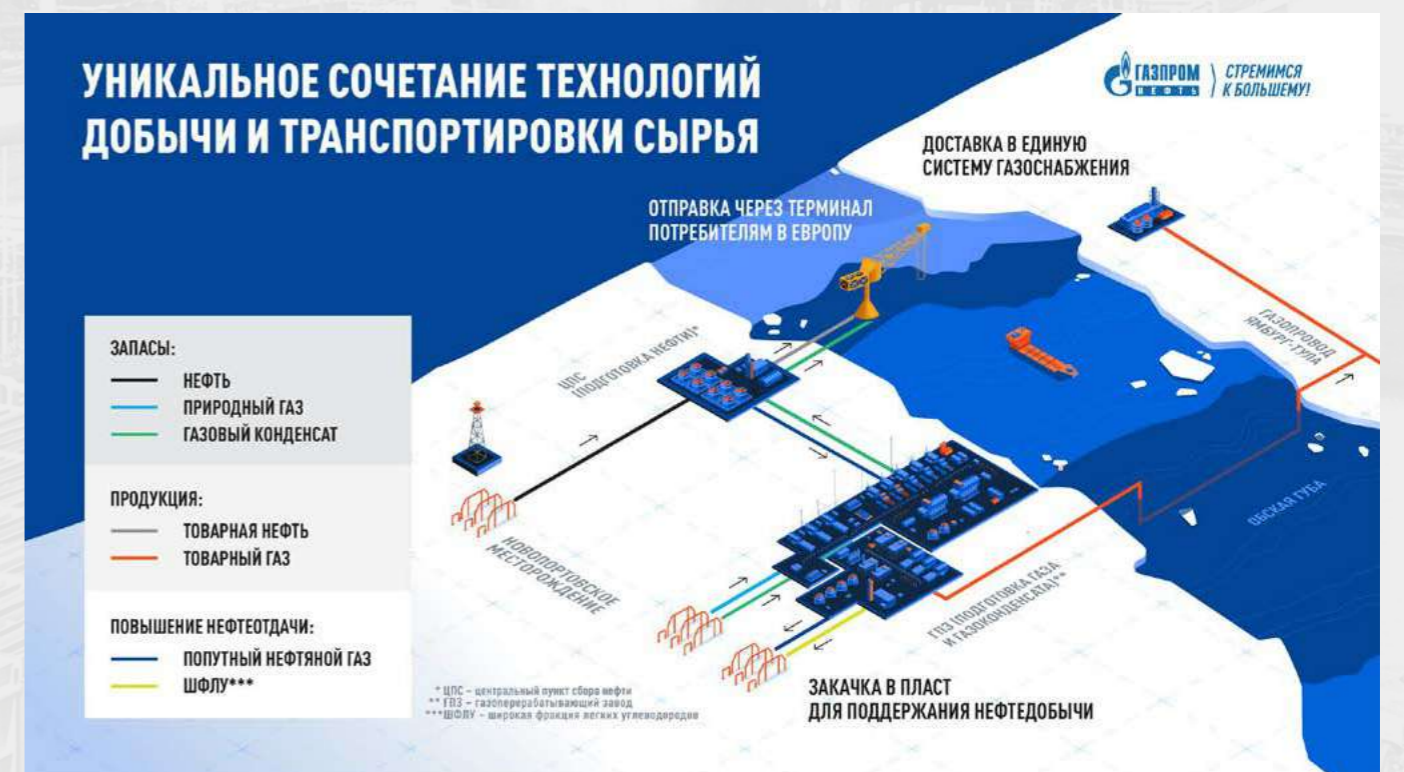 УНИКАЛЬНОЕ СОЧЕТАНИЕ ТЕХНОЛОГИЙ
ДОБЫЧИ И ТРАНСПОРТИРОВКИ СЫРЬЯ
ГАЗПРОМ
НЕФТЬ
СТРЕМИМСЯ
К БОЛЬШЕМУ!
ДОСТАВКА В ЕДИНУЮ
СИСТЕМУ ГАЗОСНАБЖЕНИЯ
ОТПРАВКА ЧЕРЕЗ ТЕРМИНАЛ
ПОТРЕБИТЕЛЯМ В ЕВРОПУ
ГАЗОПРОВОД
ЯМБУРГ-ТУЛА
ЦПС
(ПОДГОТОВКА НЕФТИ)*
ЗАПАСЫ:
НЕФТЬ
ПРИРОДНЫЙ ГАЗ
ГАЗОВЫЙ КОНДЕНСАТ
ПРОДУКЦИЯ:
ТОВАРНАЯ НЕФТЬ
ТОВАРНЫЙ ГАЗ
ПОВЫШЕНИЕ НЕФТЕОТДАЧИ:
ПОПУТНЫЙ НЕФТЯНОЙ ГАЗ
ШФЛУ***
НОВОПОРТОВСКОЕ
МЕСТОРОЖДЕНИЕ
ОБСКАЯ ГУБА
ГПЗ (ПОДГОТОВКА ГАЗА
И ГАЗОКОНДЕНСАТА)**
ЗАКАЧКА В ПЛАСТ
ДЛЯ ПОДДЕРЖАНИЯ НЕФТЕДОБЫЧИ
* ЦПС – центральный пункт сбора нефти
** ГПЗ – газоперерабатывающий завод
***ШФЛУ – широкая фракция легких углеводородов